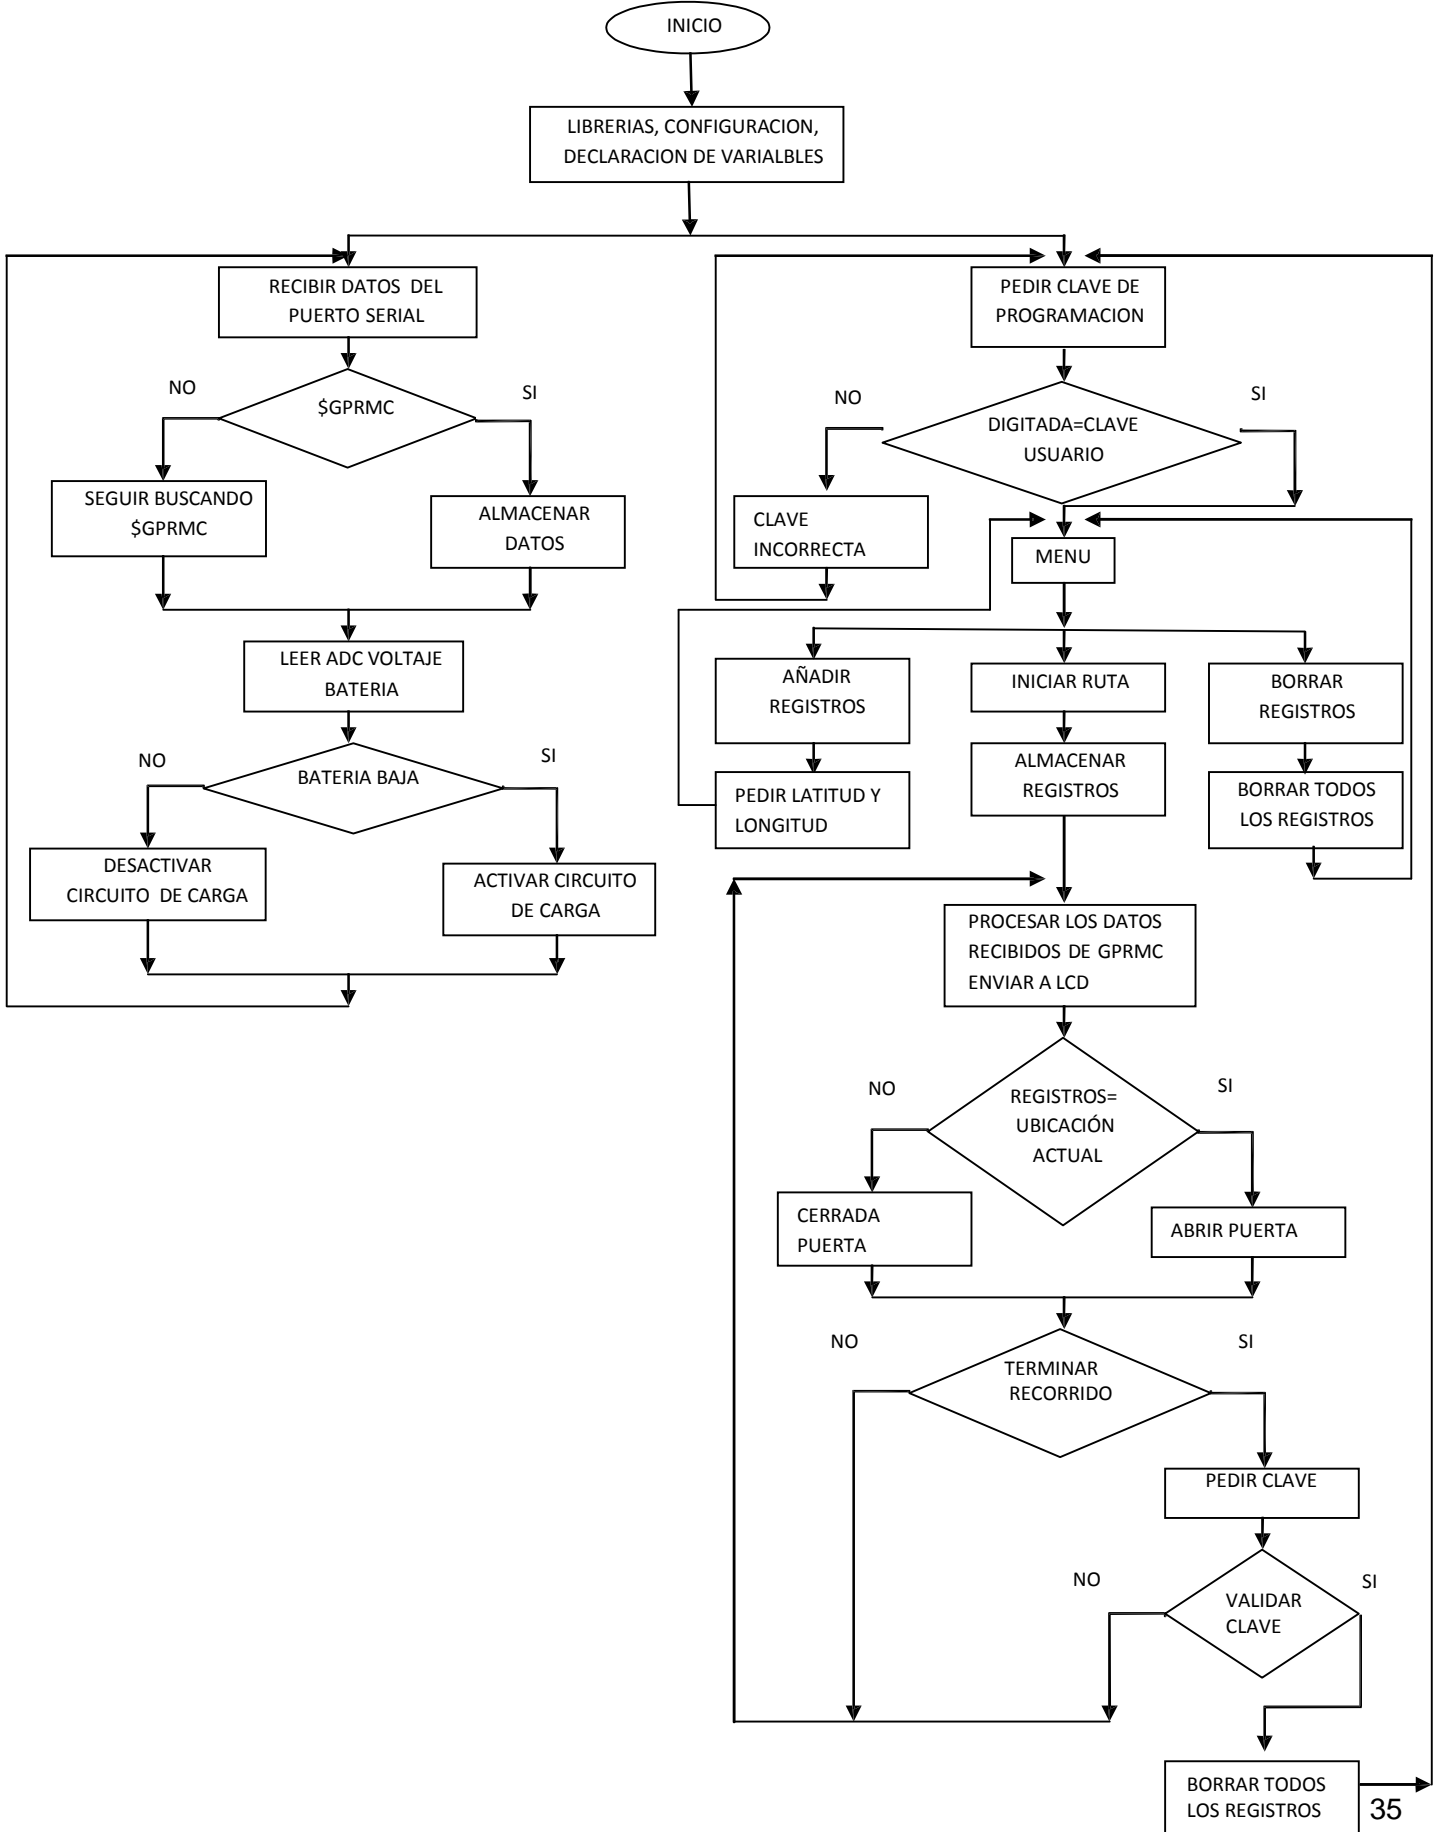 INICIO
LIBRERIAS, CONFIGURACION,
DECLARACION DE VARIALBLES
RECIBIR DATOS DEL
PUERTO SERIAL
NO
$GPRMC
SI
SEGUIR BUSCANDO
$GPRMC
ALMACENAR
DATOS
LEER ADC VOLTAJE
BATERIA
NO
BATERIA BAJA
SI
DESACTIVAR
CIRCUITO DE CARGA
ACTIVAR CIRCUITO
DE CARGA
PEDIR CLAVE DE
PROGRAMACION
NO
DIGITADA=CLAVE
USUARIO
SI
CLAVE
INCORRECTA
MENU
AÑADIR
REGISTROS
INICIAR RUTA
BORRAR
REGISTROS
PEDIR LATITUD Y
LONGITUD
ALMACENAR
REGISTROS
BORRAR TODOS
LOS REGISTROS
PROCESAR LOS DATOS
RECIBIDOS DE GPRMC
ENVIAR A LCD
NO
REGISTROS=
UBICACIÓN
ACTUAL
SI
CERRADA
PUERTA
ABRIR PUERTA
NO
TERMINAR
RECORRIDO
SI
PEDIR CLAVE
NO
VALIDAR
CLAVE
SI
BORRAR TODOS
LOS REGISTROS
35